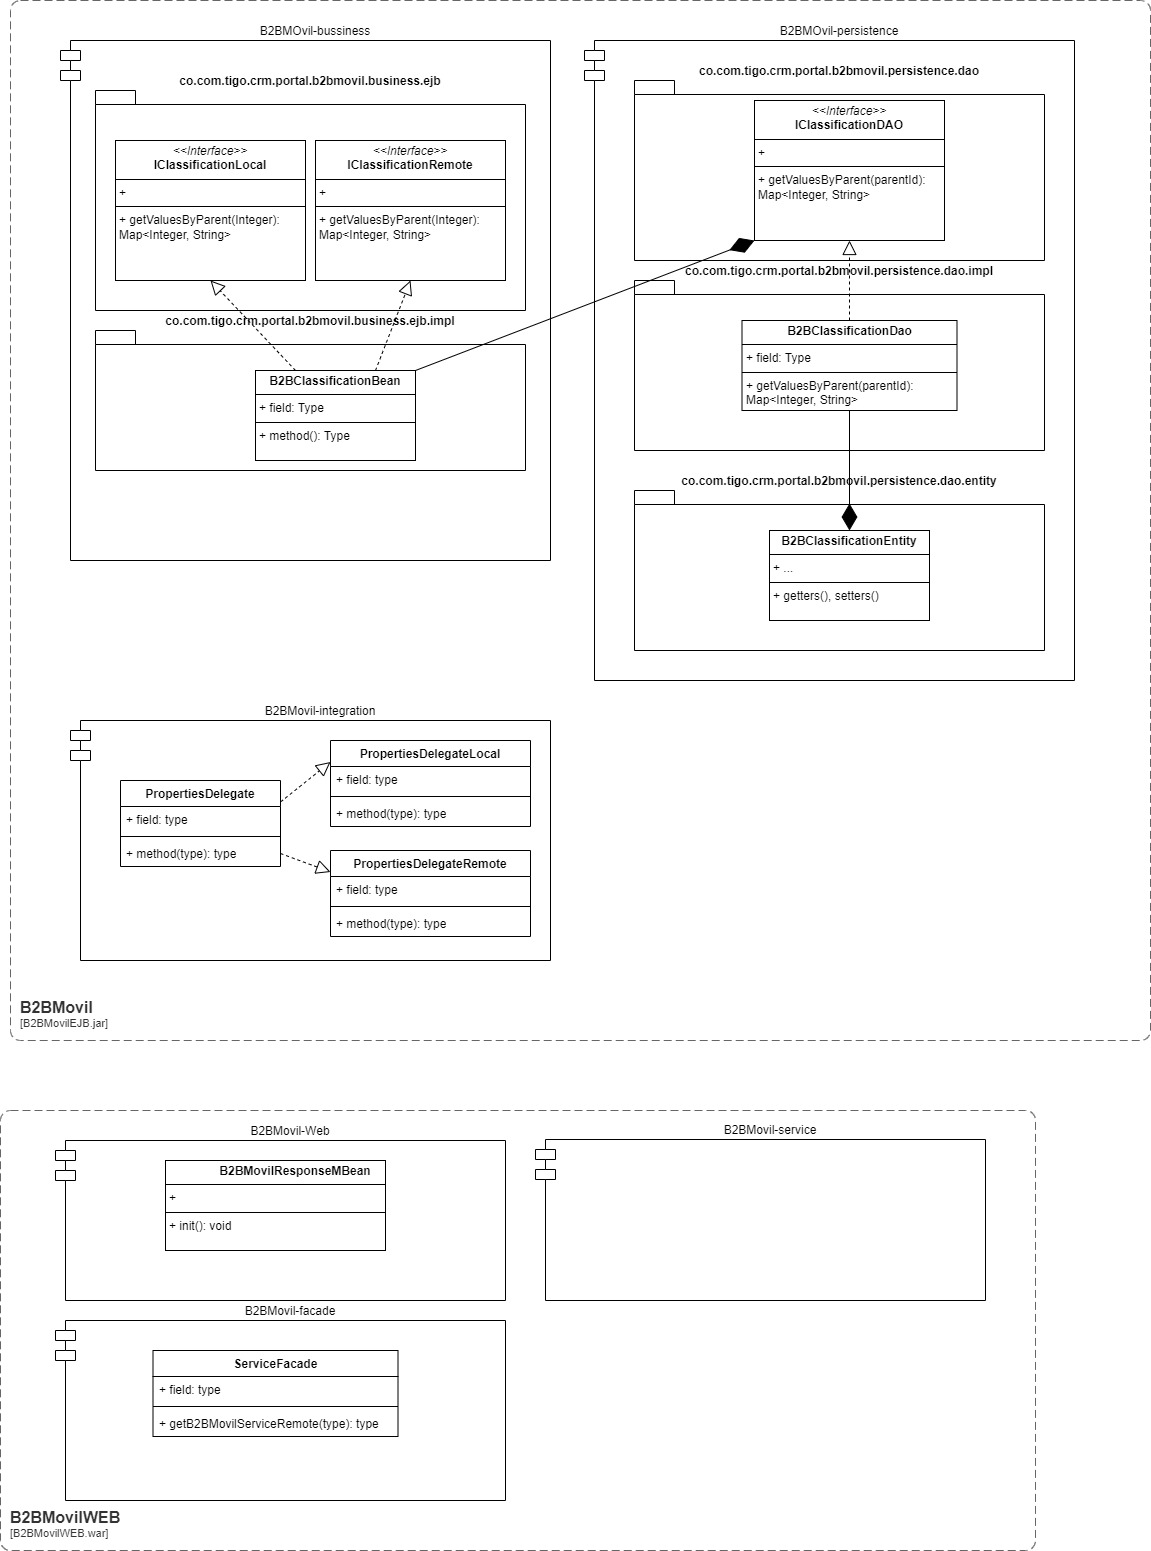 B2BMOvil-bussiness
co.com.tigo.crm.portal.b2bmovil.business.ejb
<<Interface>>
IClassificationLocal
+
+ getValuesByParent(Integer):
Map<Integer, String>
<<Interface>>
IClassificationRemote
+
+ getValuesByParent(Integer):
Map<Integer, String>
co.com.tigo.crm.portal.b2bmovil.business.ejb.impl
B2BClassificationBean
+ field: Type
+ method(): Type
B2BMOvil-persistence
co.com.tigo.crm.portal.b2bmovil.persistence.dao
<<Interface>>
IClassificationDAO
+
+ getValuesByParent(parentId):
Map<Integer, String>
co.com.tigo.crm.portal.b2bmovil.persistence.dao.impl
B2BClassificationDao
+ field: Type
+ getValuesByParent(parentId):
Map<Integer, String>
co.com.tigo.crm.portal.b2bmovil.persistence.dao.entity
B2BClassificationEntity
+ ...
+ getters(), setters()
B2BMovil-integration
PropertiesDelegate
+ field: type
+ method(type): type
PropertiesDelegateLocal
+ field: type
+ method(type): type
PropertiesDelegateRemote
+ field: type
+ method(type): type
B2BMovil
[B2BMovilEJB.jar]
B2BMovil-Web
B2BMovilResponseMBean
+
+ init(): void
B2BMovil-service
B2BMovil-facade
ServiceFacade
+ field: type
+ getB2BMovilServiceRemote(type): type
B2BMovilWEB
[B2BMovilWEB.war]